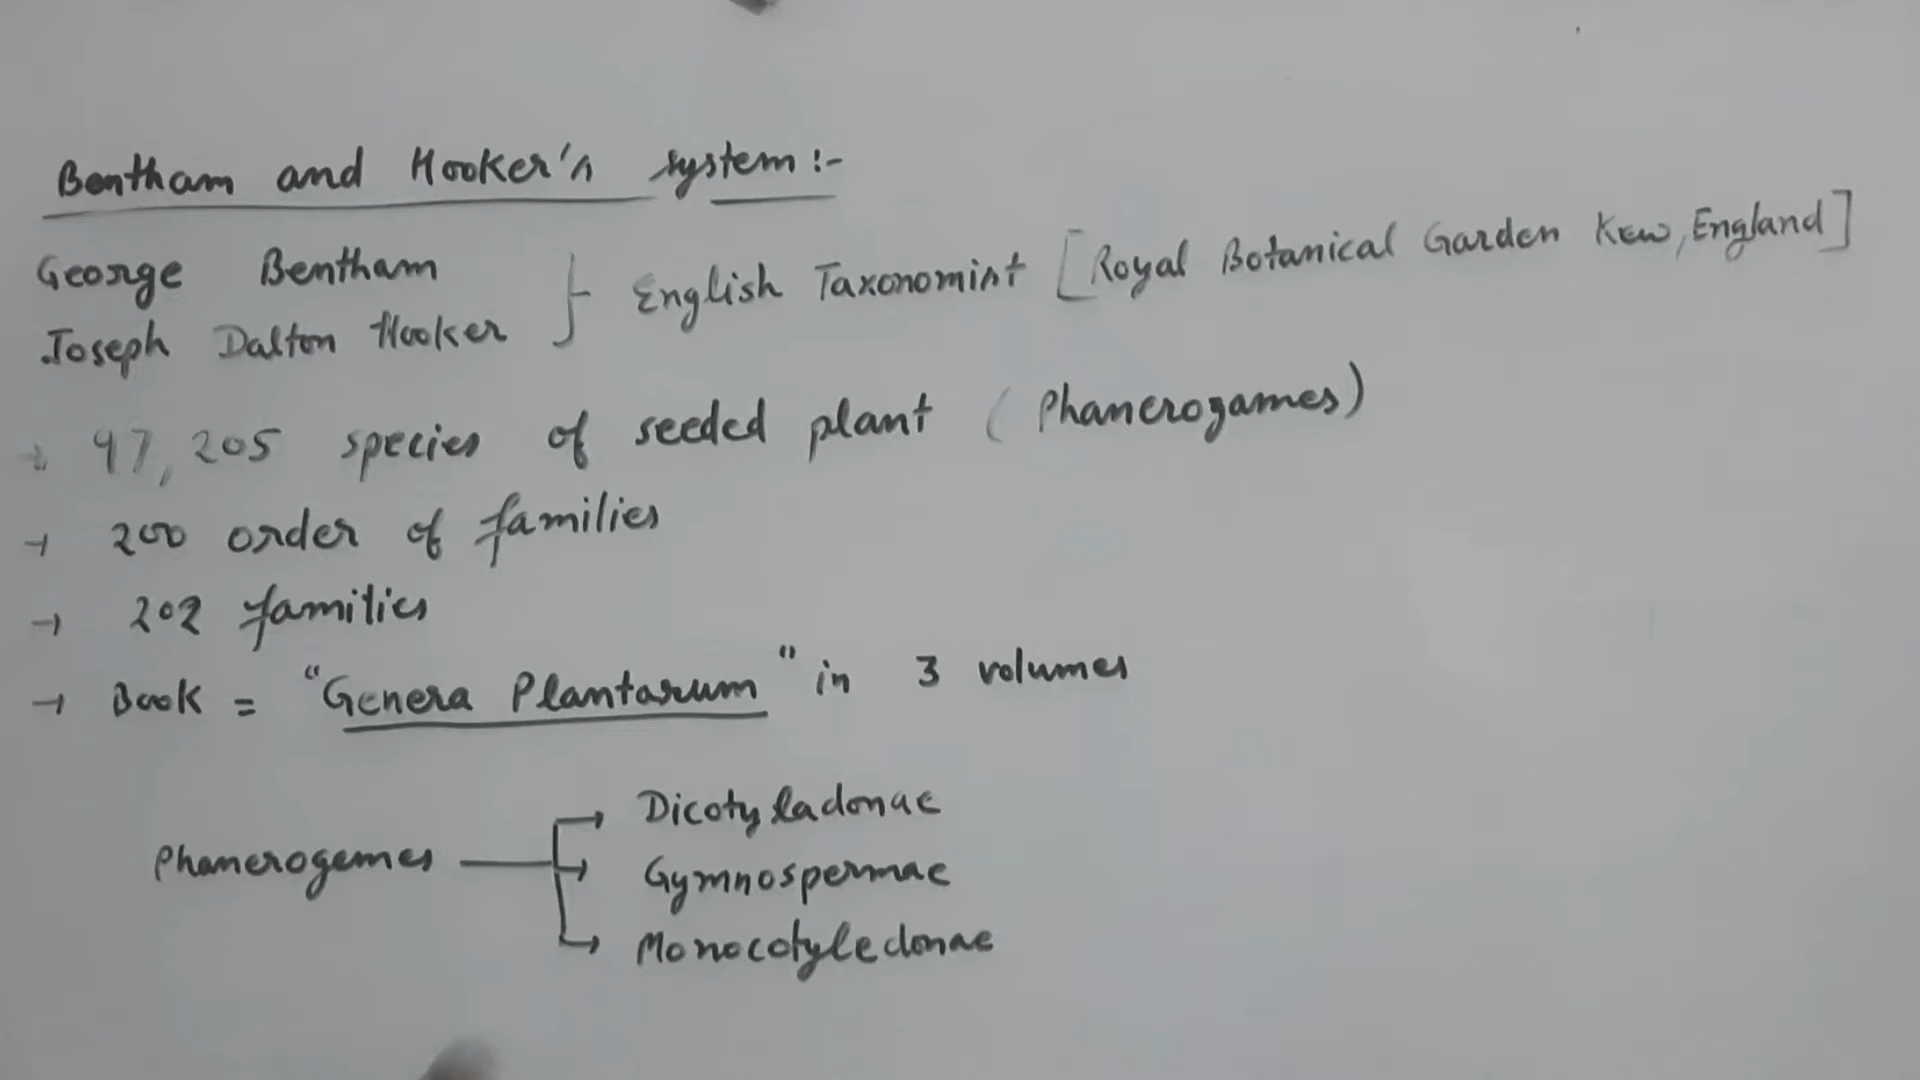 Bentham and Hooker's system :-
George Bentham
Joseph Dalton Hooker } English Taxonomist [Royal Botanical Garden Kew, England]
→ 97,205 species of seeded plant (Phanerogames)
→ 200 order of families
→ 202 families
→ Book = "Genera Plantarum" in 3 volumes
Phanerogemes → Dicotyladonae
→ Gymnospermae
→ Monocotyledonae